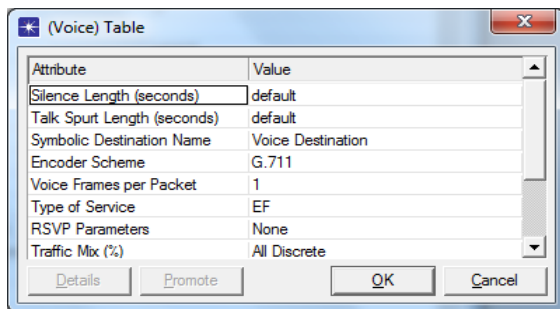 (Voice) Table
Attribute Value
Silence Length (seconds) default
Talk Spurt Length (seconds) default
Symbolic Destination Name Voice Destination
Encoder Scheme G.711
Voice Frames per Packet 1
Type of Service EF
RSVP Parameters None
Traffic Mix (%) All Discrete
Details Promote OK Cancel